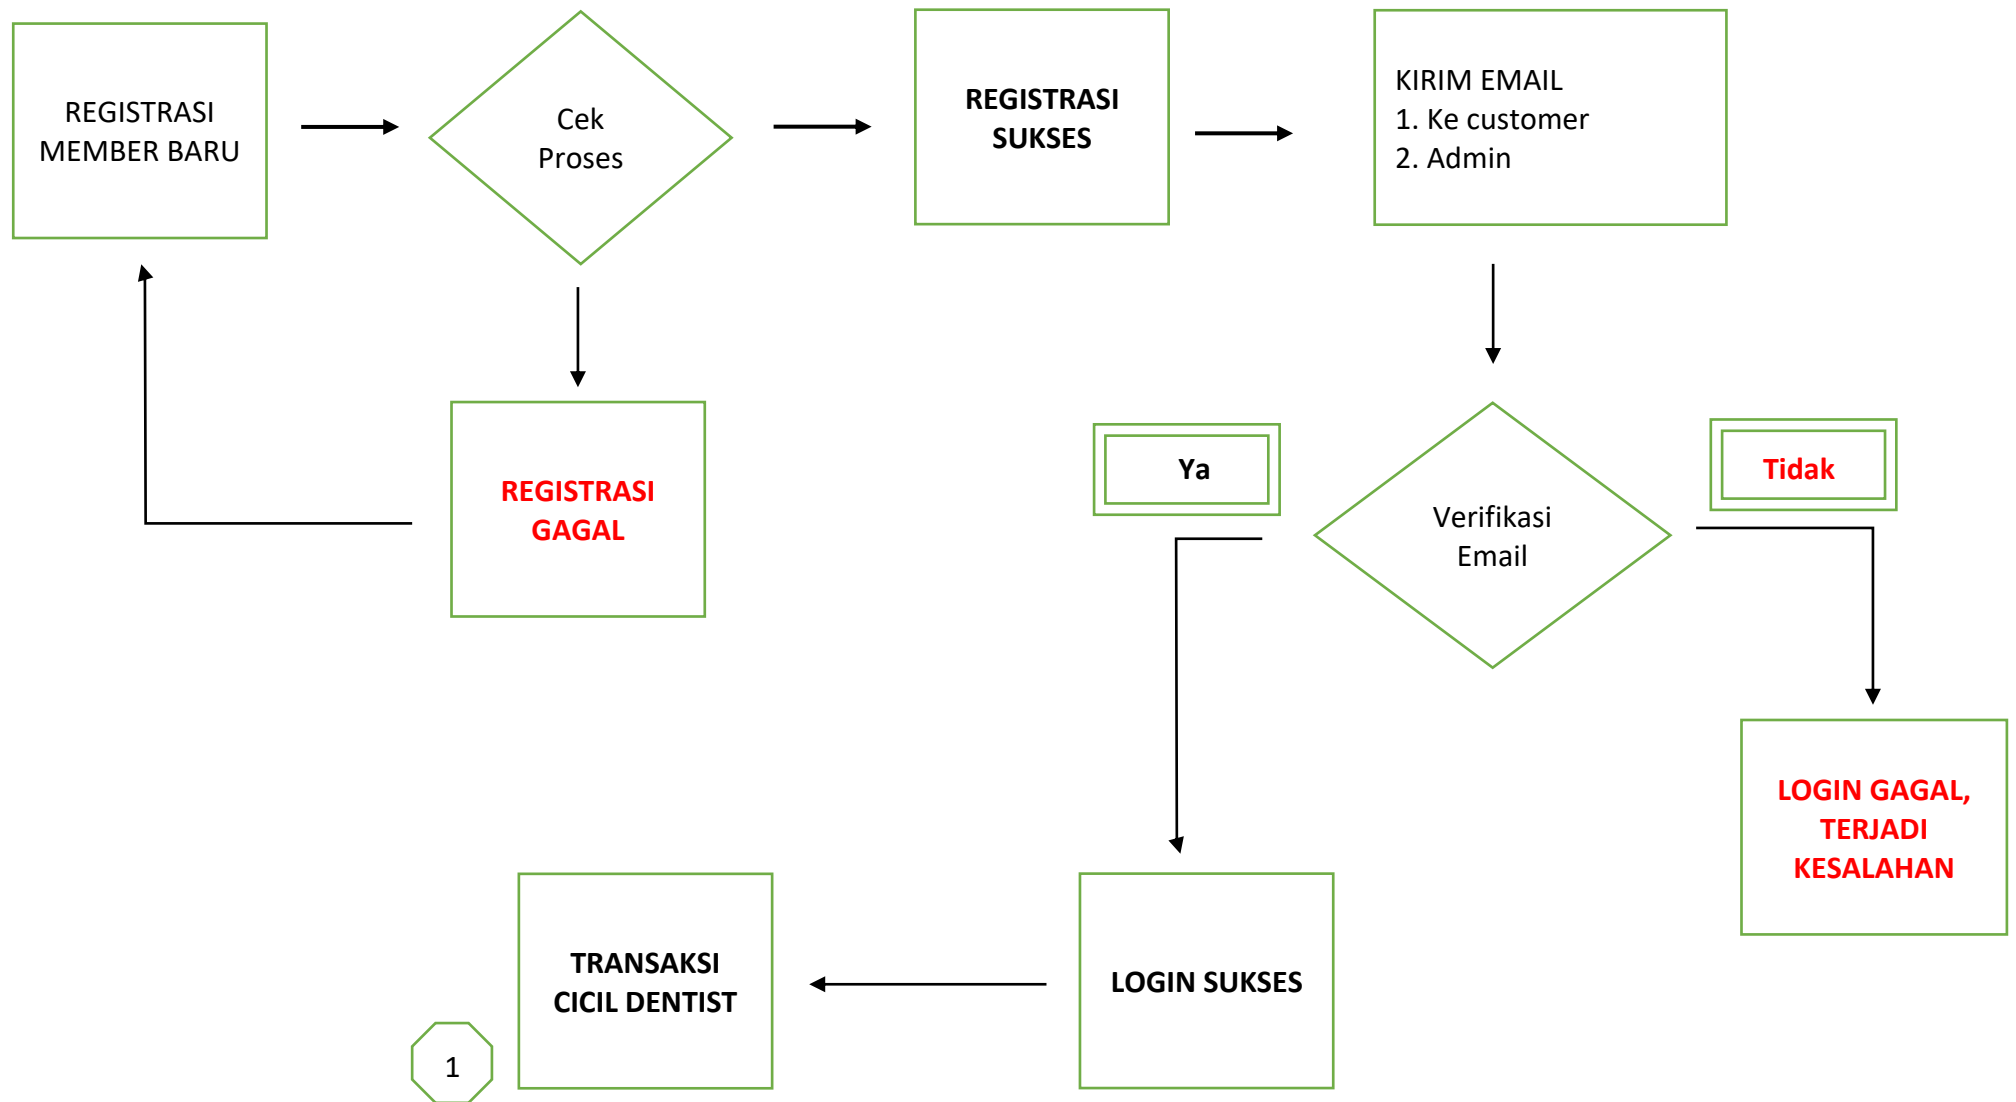 REGISTRASI
MEMBER BARU
Cek
Proses
REGISTRASI
SUKSES
KIRIM EMAIL
1. Ke customer
2. Admin
REGISTRASI
GAGAL
Ya
Verifikasi
Email
Tidak
LOGIN GAGAL,
TERJADI
KESALAHAN
LOGIN SUKSES
TRANSAKSI
CICIL DENTIST
1